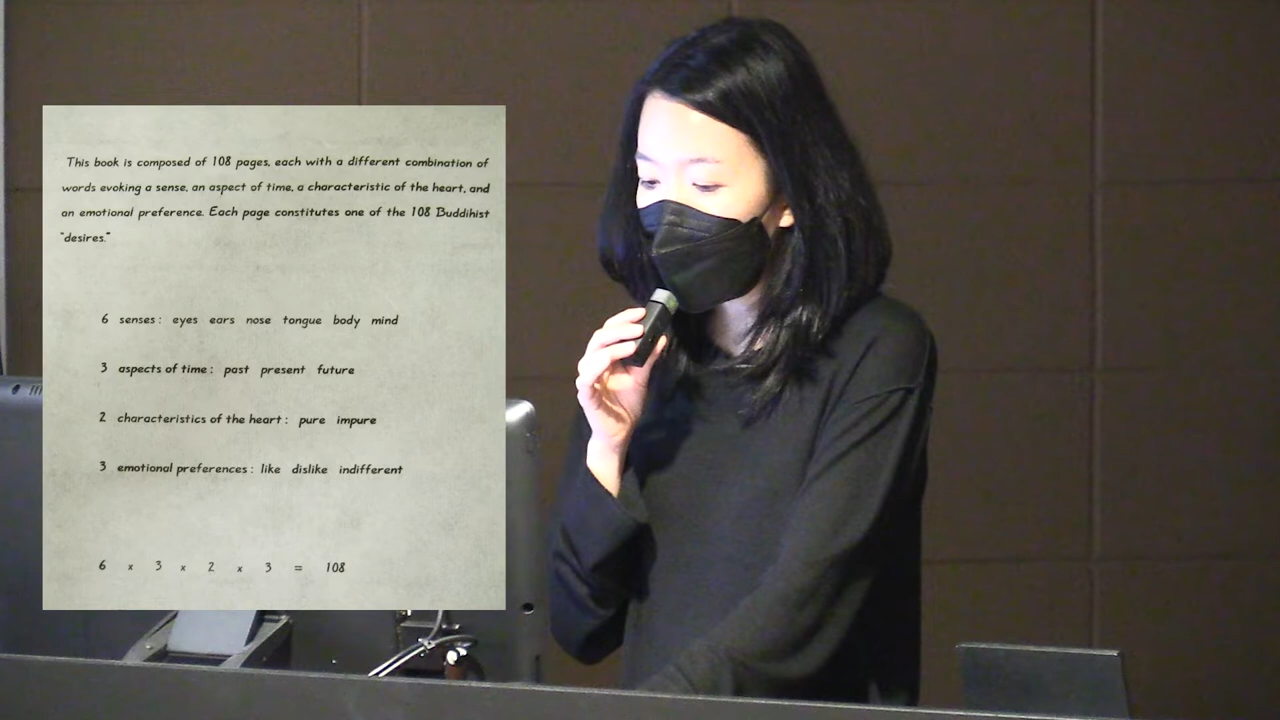 This book is composed of 108 pages, each with a different combination of
words evoking a sense, an aspect of time, a characteristic of the heart, and
an emotional preference. Each page constitutes one of the 108 Buddihist
"desires."
6 senses : eyes ears nose tongue body mind
3 aspects of time : past present future
2 characteristics of the heart : pure impure
3 emotional preferences : like dislike indifferent
6 x 3 x 2 x 3 = 108